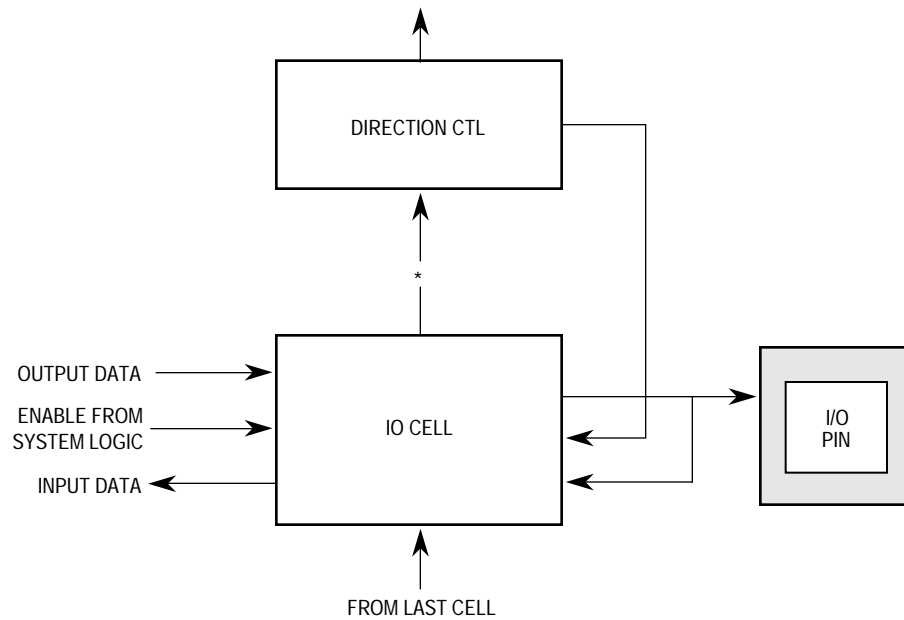 DIRECTION CTL
*
OUTPUT DATA
ENABLE FROM
SYSTEM LOGIC
INPUT DATA
IO CELL
I/O
PIN
FROM LAST CELL